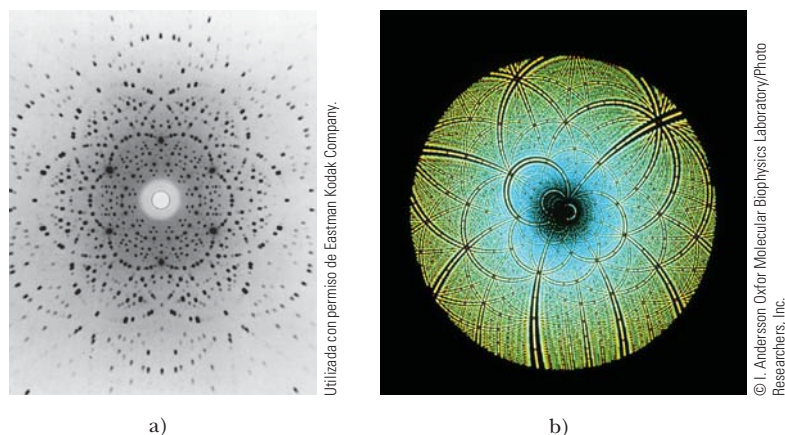 Utilizada con permiso de Eastman Kodak Company.
© I. Andersson Oxfor Molecular Biophysics Laboratory/Photo
Researchers, Inc.
a)
b)